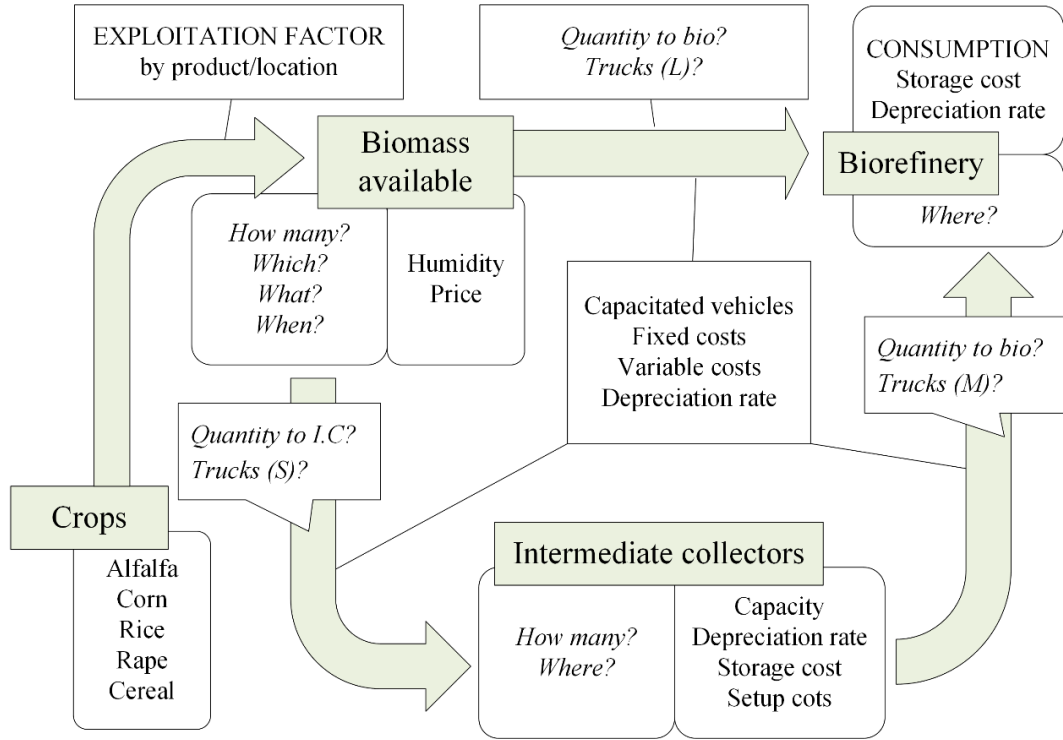 EXPLOITATION FACTOR
by product/location
Quantity to bio?
Trucks (L)?
CONSUMPTION
Storage cost
Depreciation rate
Biorefinery
Where?
Biomass
available
How many?
Which?
What?
When?
Humidity
Price
Capacitated vehicles
Fixed costs
Variable costs
Depreciation rate
Quantity to bio?
Trucks (M)?
Quantity to I.C?
Trucks (S)?
Crops
Alfalfa
Corn
Rice
Rape
Cereal
Intermediate collectors
How many?
Where?
Capacity
Depreciation rate
Storage cost
Setup cots